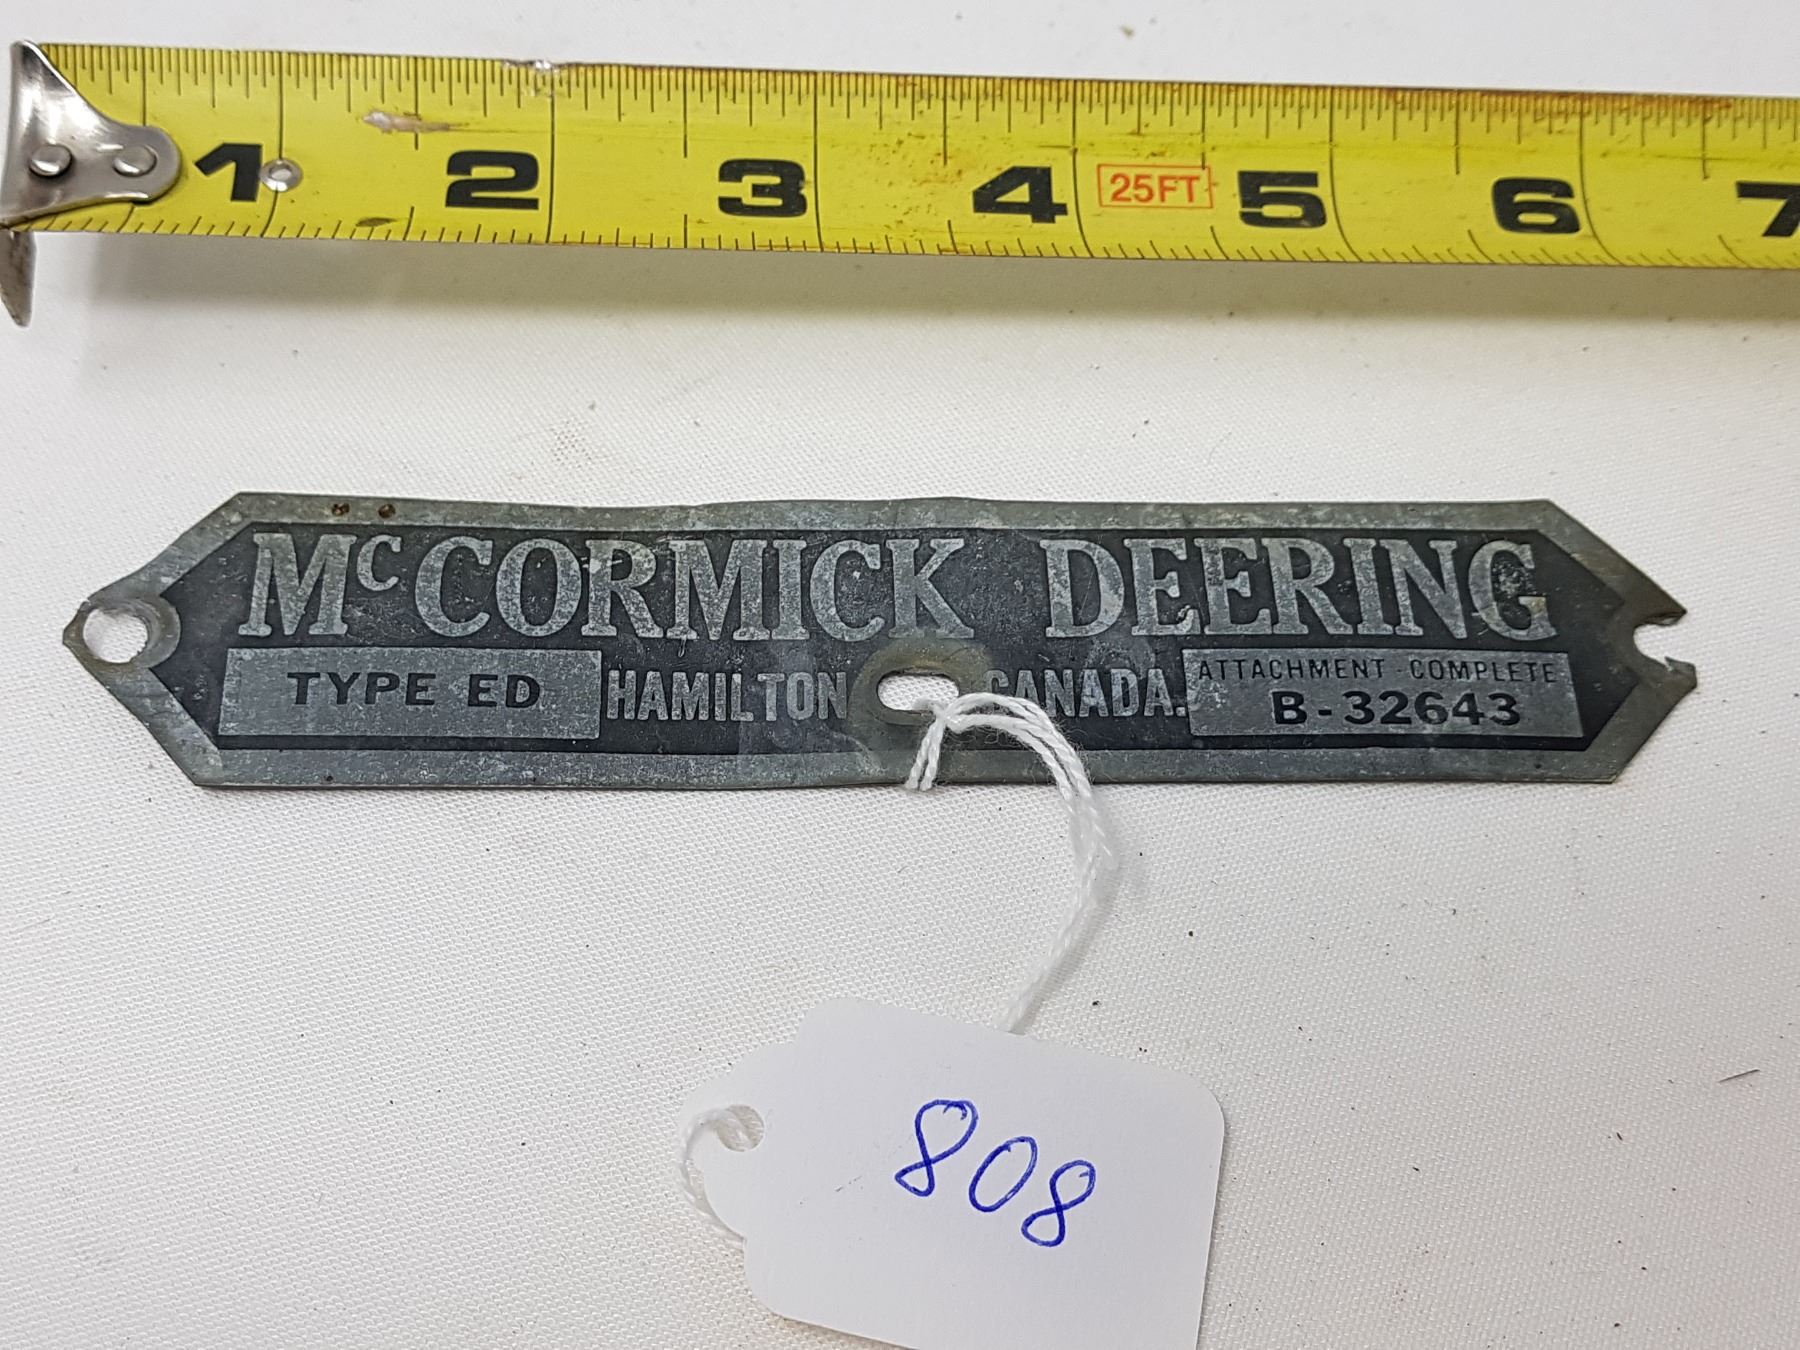 1 2 3 4 25FT 5 6 7
McCORMICK DEERING
TYPE ED HAMILTON CANADA. ATTACHMENT-COMPLETE
B-32643
808